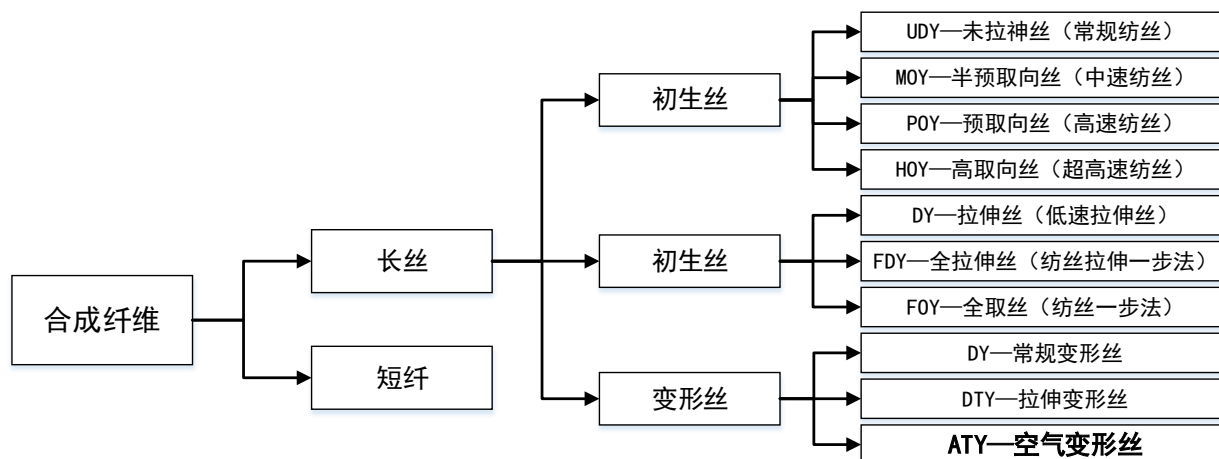 合成纤维
长丝
短纤
初生丝
UDY—未拉神丝（常规纺丝）
MOY—半预取向丝（中速纺丝）
POY—预取向丝（高速纺丝）
HOY—高取向丝（超高速纺丝）
初生丝
DY—拉伸丝（低速拉伸丝）
FDY—全拉伸丝（纺丝拉伸一步法）
FOY—全取丝（纺丝一步法）
变形丝
DY—常规变形丝
DTY—拉伸变形丝
ATY—空气变形丝